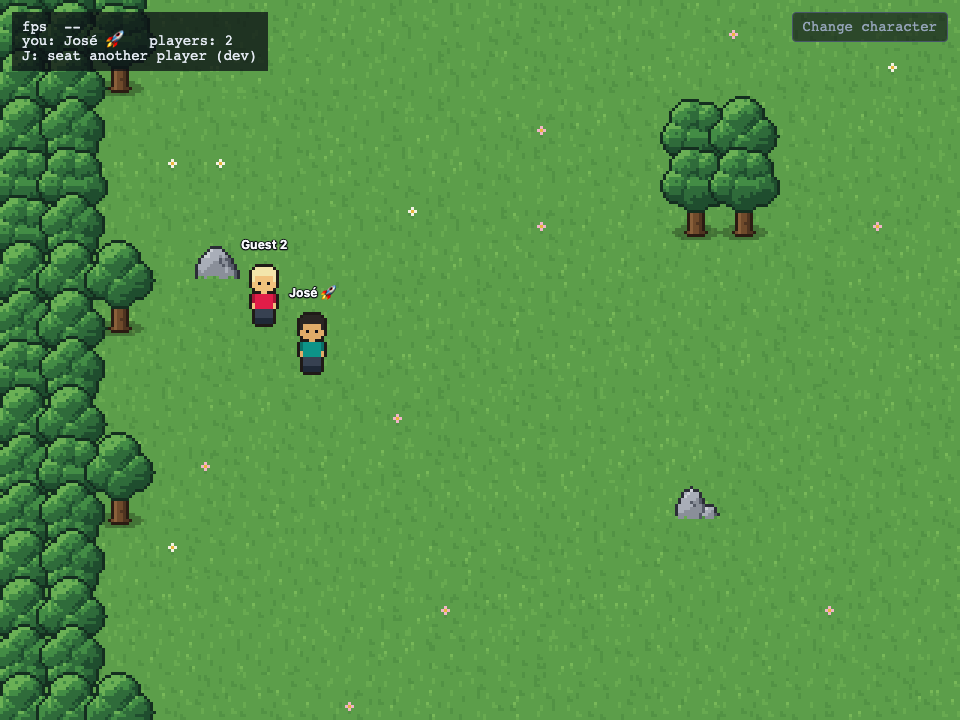 fps --
you: José 🚀 players: 2
J: seat another player (dev)
Change character
Guest 2
José 🚀